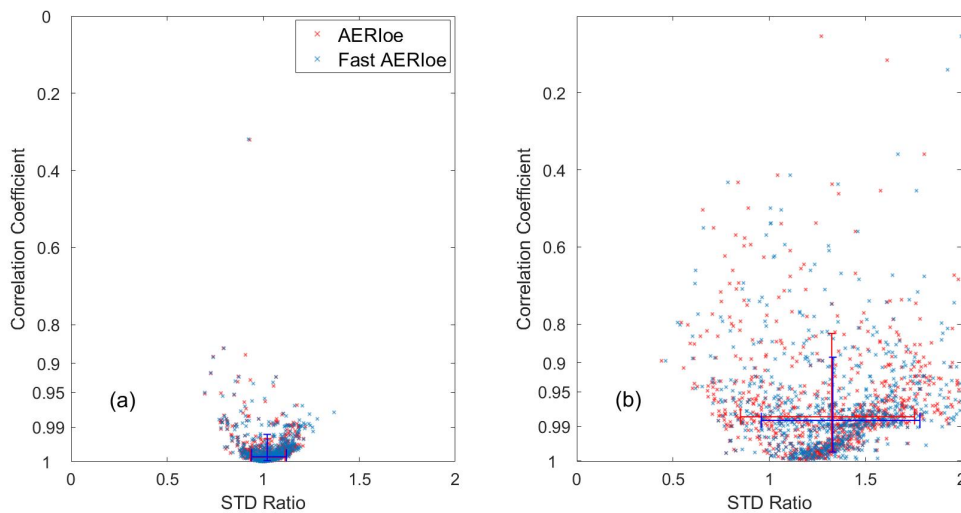 AERIoe
Fast AERIoe
Correlation Coefficient
0
0.2
0.4
0.6
0.8
0.9
0.95
0.99
1
(a)
0 0.5 1 1.5 2
STD Ratio
Correlation Coefficient
0
0.2
0.4
0.6
0.8
0.9
0.95
0.99
1
(b)
0 0.5 1 1.5 2
STD Ratio